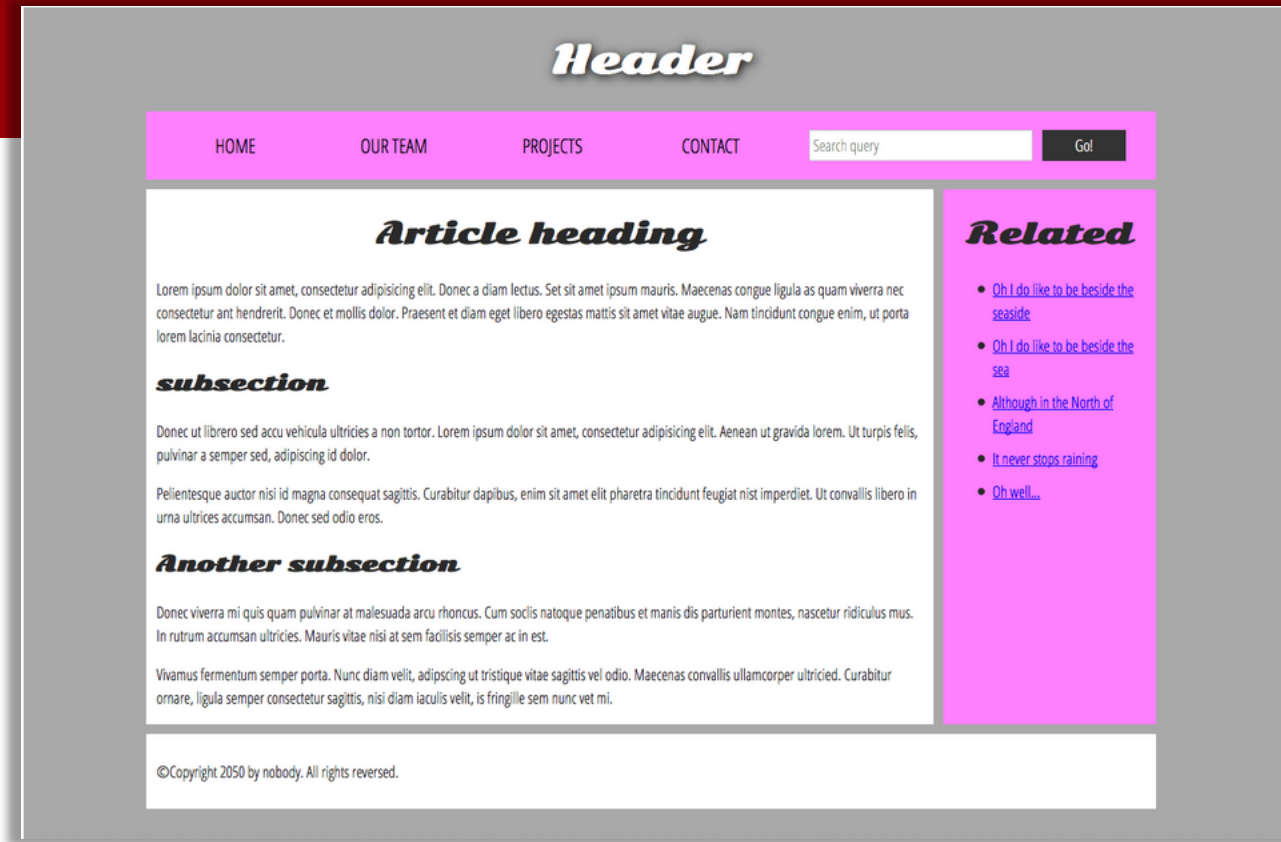 Header
HOME OUR TEAM PROJECTS CONTACT Search query Go!
Article heading
Lorem ipsum dolor sit amet, consectetur adipisicing elit. Donec a diam lectus. Set sit amet ipsum mauris. Maecenas congue ligula as quam viverra nec
consectetur ant hendrerit. Donec et mollis dolor. Praesent et diam eget libero egestas mattis sit amet vitae augue. Nam tincidunt congue enim, ut porta
lorem lacinia consectetur.
subsection
Donec ut librero sed accu vehicula ultricies a non tortor. Lorem ipsum dolor sit amet, consectetur adipisicing elit. Aenean ut gravida lorem. Ut turpis felis,
pulvinar a semper sed, adipiscing id dolor.
Pelientesque auctor nisi id magna consequat sagittis. Curabitur dapibus, enim sit amet elit pharetra tincidunt feugiat nist imperdiet. Ut convallis libero in
urna ultrices accumsan. Donec sed odio eros.
Another subsection
Donec viverra mi quis quam pulvinar at malesuada arcu rhoncus. Cum soclis natoque penatibus et manis dis parturient montes, nascetur ridiculus mus.
In rutrum accumsan ultricies. Mauris vitae nisi at sem facilisis semper ac in est.
Vivamus fermentum semper porta. Nunc diam velit, adipscing ut tristique vitae sagittis vel odio. Maecenas convallis ullamcorper ultricied. Curabitur
ornare, ligula semper consectetur sagittis, nisi diam iaculis velit, is fringille sem nunc vet mi.
Related
Oh I do like to be beside the
seaside
Oh I do like to be beside the
sea
Although in the North of
England
It never stops raining
Oh well...
©Copyright 2050 by nobody. All rights reversed.